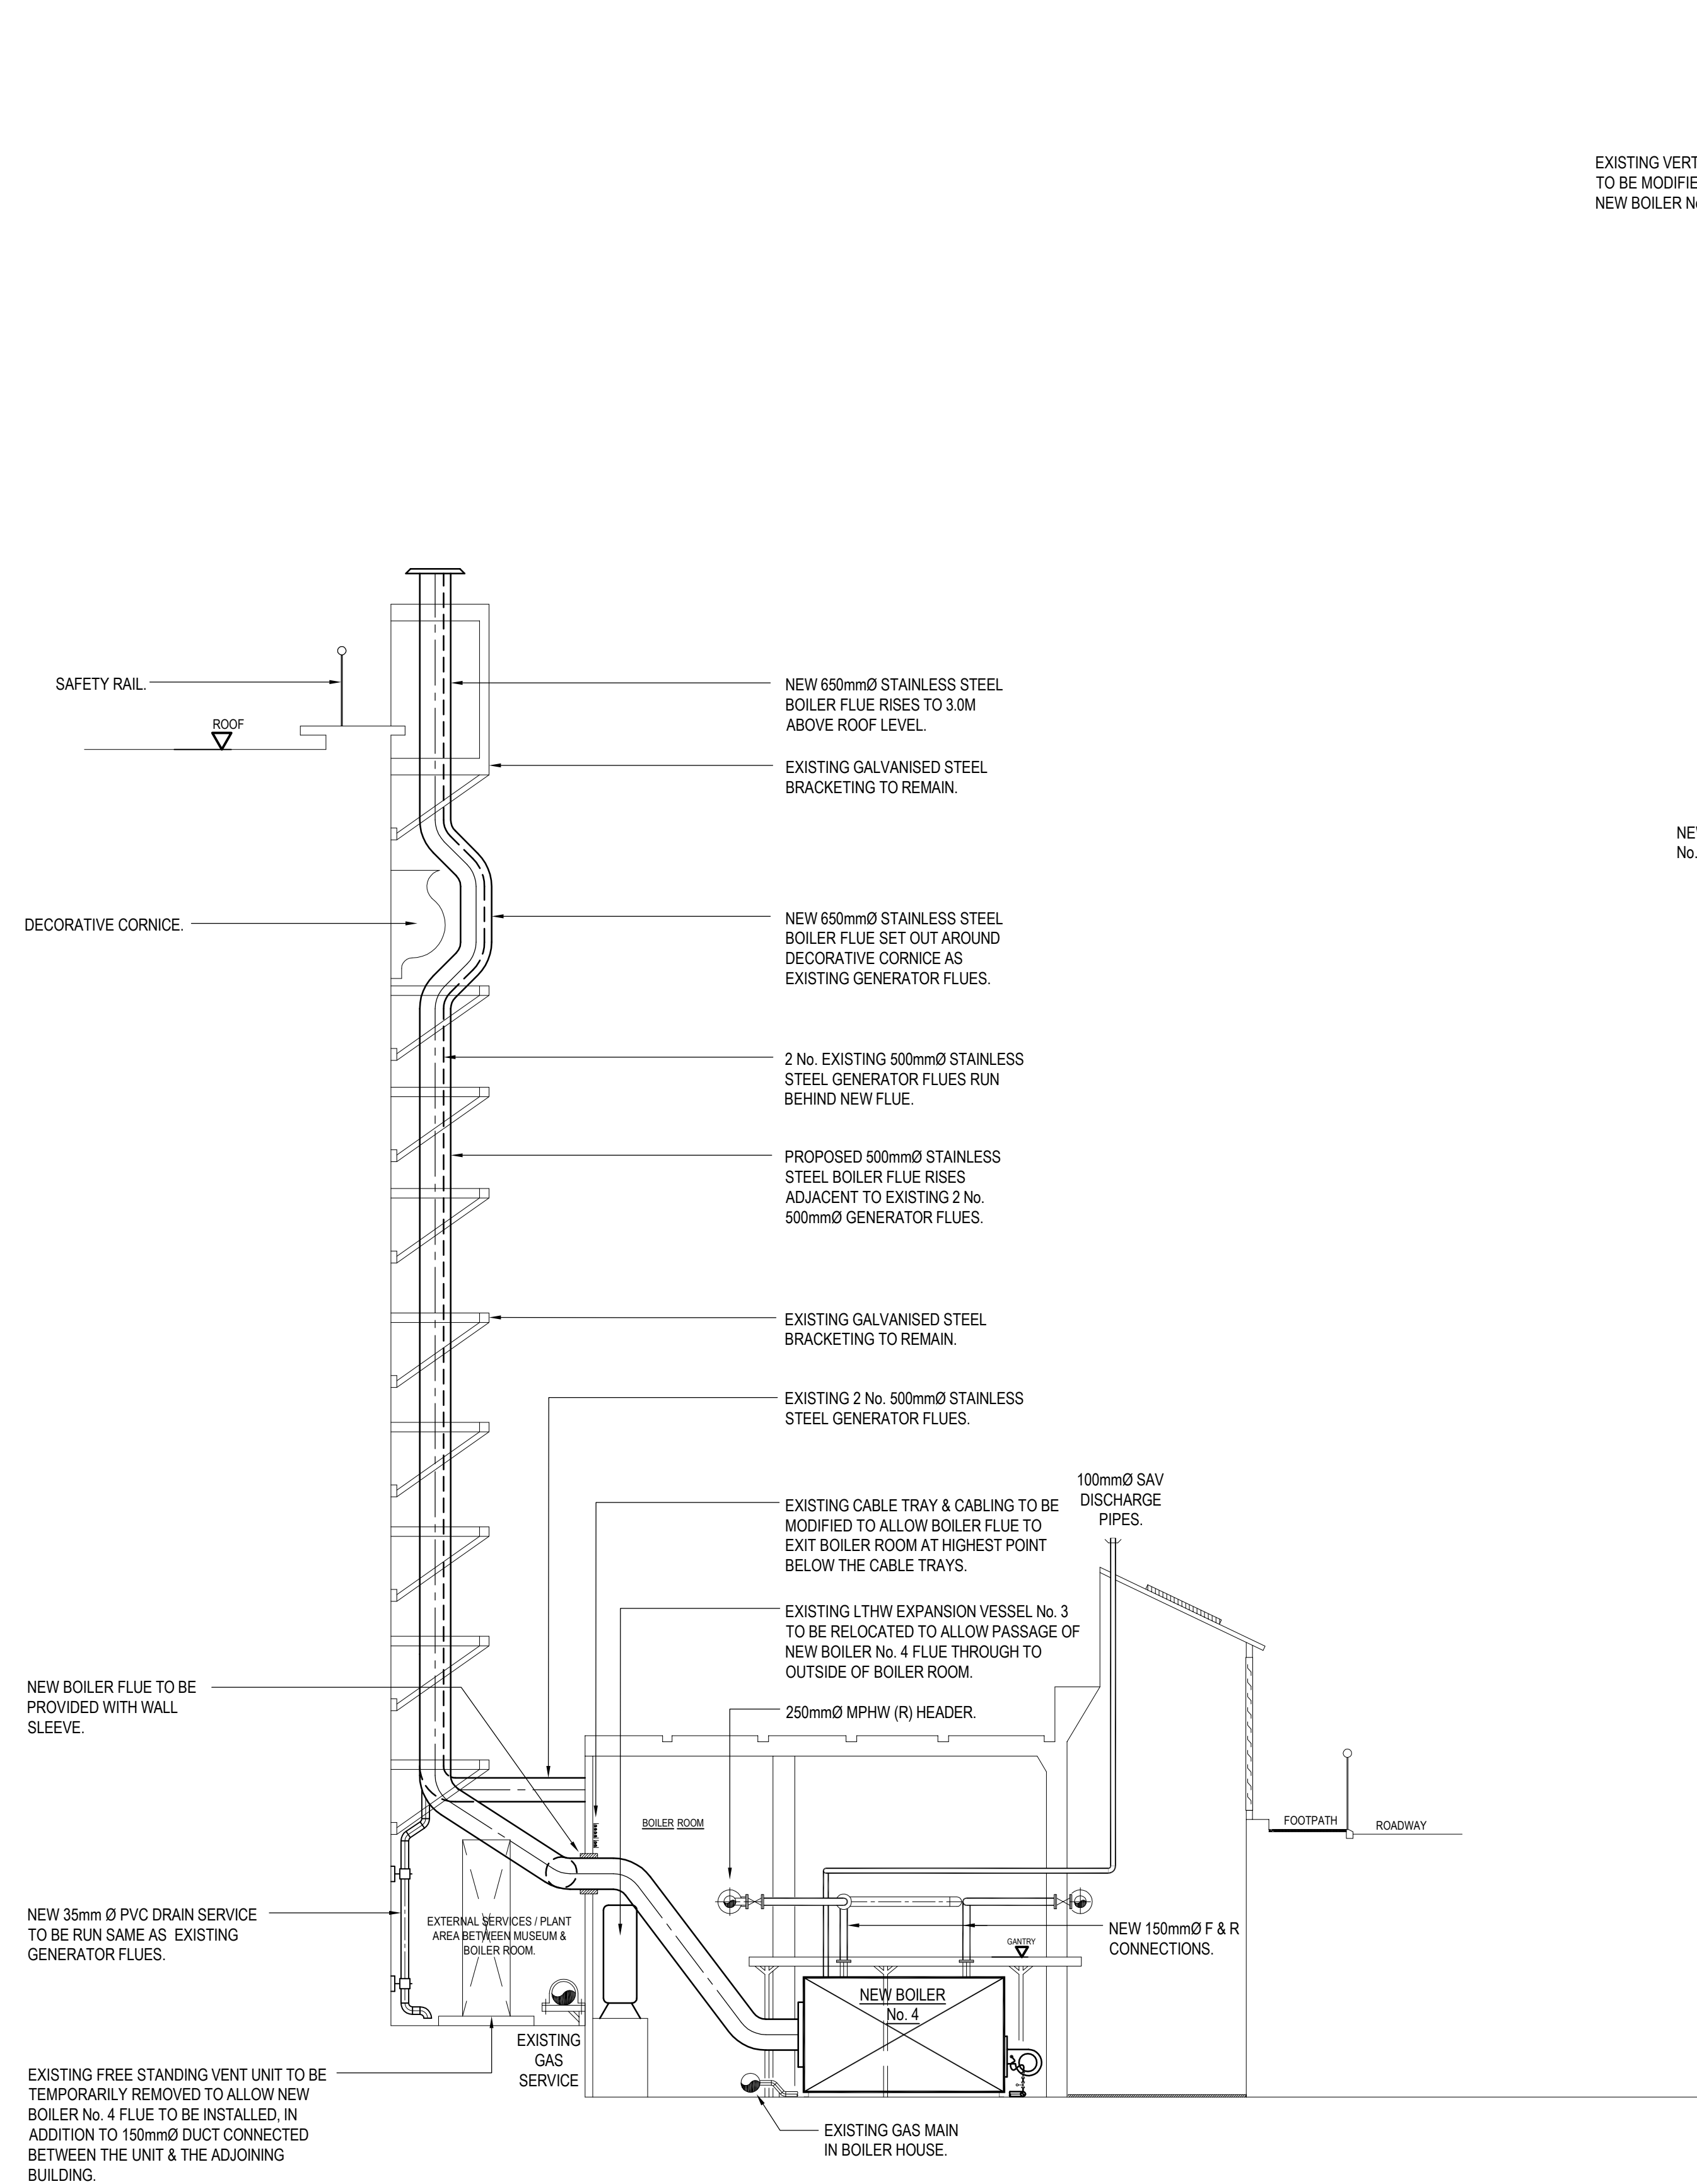 EXISTING VERT
TO BE MODIFIE
NEW BOILER No
SAFETY RAIL.
ROOF
NEW 650mmØ STAINLESS STEEL
BOILER FLUE RISES TO 3.0M
ABOVE ROOF LEVEL.
EXISTING GALVANISED STEEL
BRACKETING TO REMAIN.
NEW
No.
DECORATIVE CORNICE.
NEW 650mmØ STAINLESS STEEL
BOILER FLUE SET OUT AROUND
DECORATIVE CORNICE AS
EXISTING GENERATOR FLUES.
2 No. EXISTING 500mmØ STAINLESS
STEEL GENERATOR FLUES RUN
BEHIND NEW FLUE.
PROPOSED 500mmØ STAINLESS
STEEL BOILER FLUE RISES
ADJACENT TO EXISTING 2 No.
500mmØ GENERATOR FLUES.
EXISTING GALVANISED STEEL
BRACKETING TO REMAIN.
EXISTING 2 No. 500mmØ STAINLESS
STEEL GENERATOR FLUES.
100mmØ SAV
DISCHARGE
PIPES.
EXISTING CABLE TRAY & CABLING TO BE
MODIFIED TO ALLOW BOILER FLUE TO
EXIT BOILER ROOM AT HIGHEST POINT
BELOW THE CABLE TRAYS.
EXISTING LTHW EXPANSION VESSEL No. 3
TO BE RELOCATED TO ALLOW PASSAGE OF
NEW BOILER No. 4 FLUE THROUGH TO
OUTSIDE OF BOILER ROOM.
NEW BOILER FLUE TO BE
PROVIDED WITH WALL
SLEEVE.
250mmØ MPHW (R) HEADER.
BOILER ROOM
FOOTPATH
ROADWAY
NEW 35mm Ø PVC DRAIN SERVICE
TO BE RUN SAME AS EXISTING
GENERATOR FLUES.
EXTERNAL SERVICES / PLANT
AREA BETWEEN MUSEUM &
BOILER ROOM.
NEW 150mmØ F & R
CONNECTIONS.
GANTRY
NEW BOILER
No. 4
EXISTING
GAS
SERVICE
EXISTING FREE STANDING VENT UNIT TO BE
TEMPORARILY REMOVED TO ALLOW NEW
BOILER No. 4 FLUE TO BE INSTALLED, IN
ADDITION TO 150mmØ DUCT CONNECTED
BETWEEN THE UNIT & THE ADJOINING
BUILDING.
EXISTING GAS MAIN
IN BOILER HOUSE.